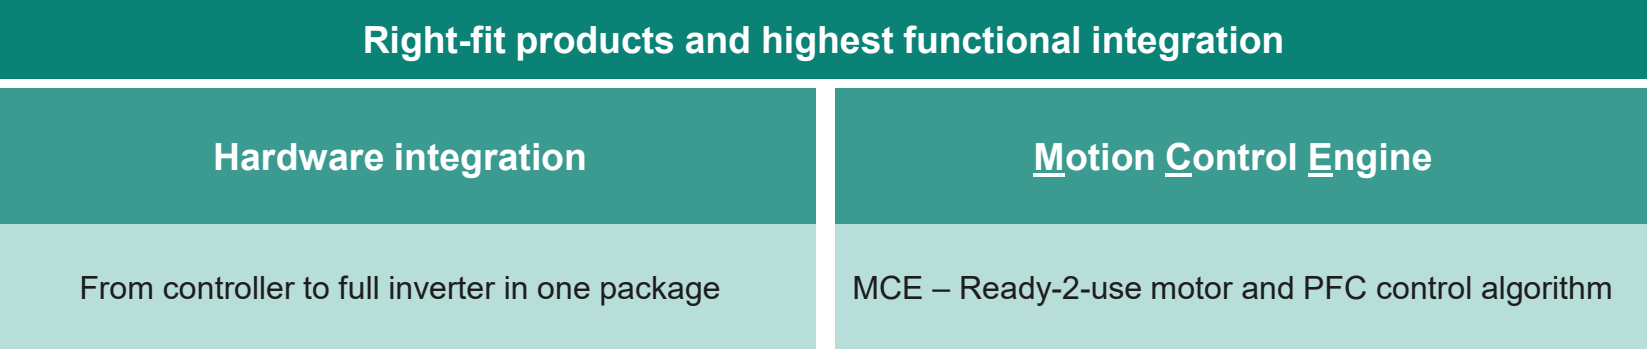 Right-fit products and highest functional integration
Hardware integration
Motion Control Engine
From controller to full inverter in one package
MCE – Ready-2-use motor and PFC control algorithm